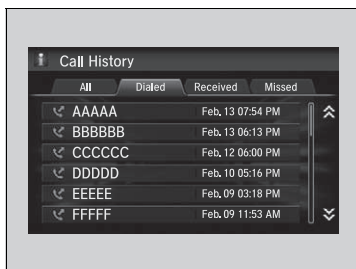 Call History
All Dialed Received Missed
AAAAA Feb. 13 07:54 PM
BBBBBB Feb. 13 06:13 PM
CCCCCC Feb. 12 06:00 PM
DDDDD Feb. 10 05:16 PM
EEEEE Feb. 09 03:18 PM
FFFFF Feb. 09 11:53 AM